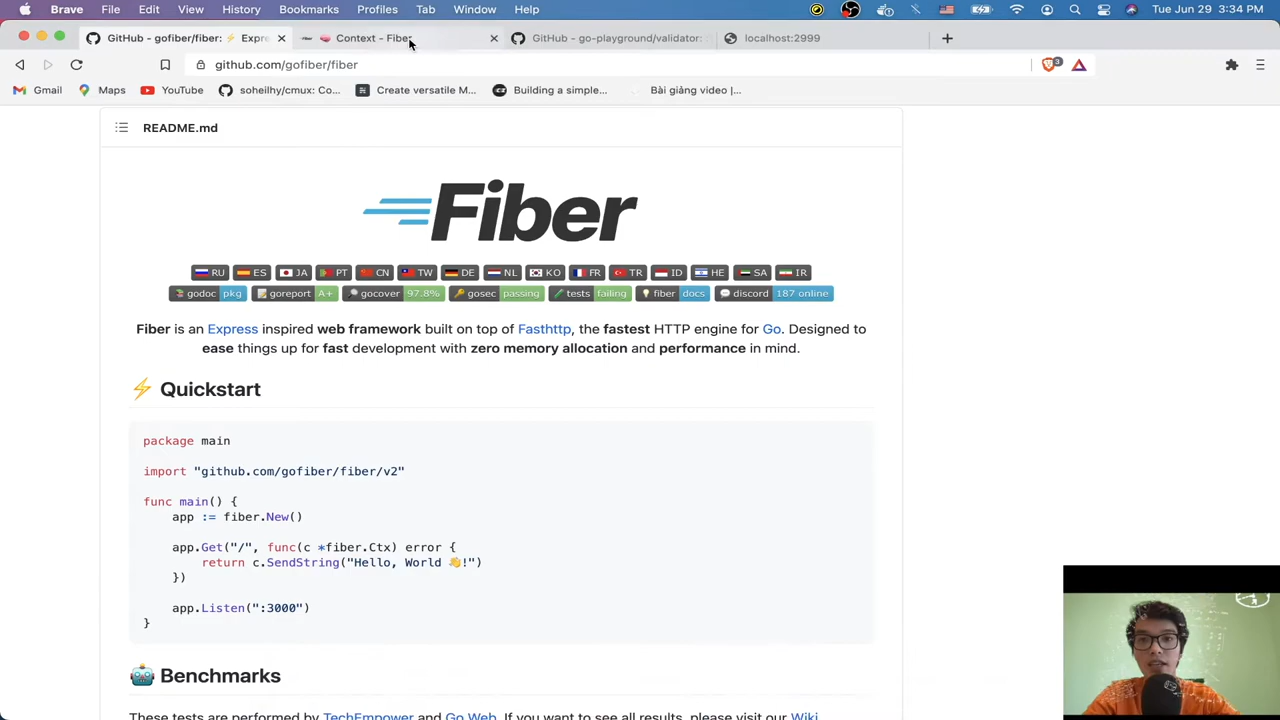 Brave File Edit View History Bookmarks Profiles Tab Window Help Tue Jun 29 3:34 PM
GitHub - gofiber/fiber: ⚡ Expre Context - Fiber GitHub - go-playground/validator: localhost:2999
github.com/gofiber/fiber 3
Gmail Maps YouTube soheilhy/cmux: Co... Create versatile M... Building a simple... Bài giảng video |...
README.md
Fiber
RU ES JA PT CN TW DE NL KO FR TR ID HE SA IR
godoc pkg goreport A+ gocover 97.8% gosec passing tests failing fiber docs discord 187 online
Fiber is an Express inspired web framework built on top of Fasthttp, the fastest HTTP engine for Go. Designed to
ease things up for fast development with zero memory allocation and performance in mind.
⚡ Quickstart
package main
import "github.com/gofiber/fiber/v2"
func main() {
app := fiber.New()
app.Get("/", func(c *fiber.Ctx) error {
return c.SendString("Hello, World 👋!")
})
app.Listen(":3000")
}
🤖 Benchmarks
These tests are performed by TechEmpower and Go Web. If you want to see all results, please visit our Wiki.